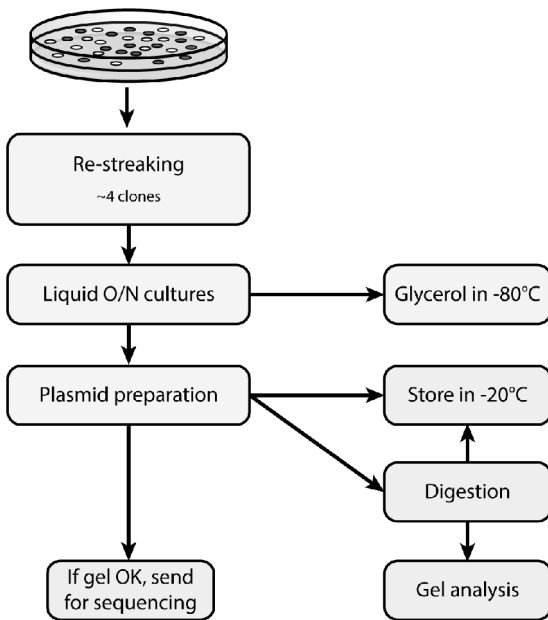 Re-streaking
~4 clones
Liquid O/N cultures
Glycerol in -80°C
Plasmid preparation
Store in -20°C
Digestion
If gel OK, send
for sequencing
Gel analysis